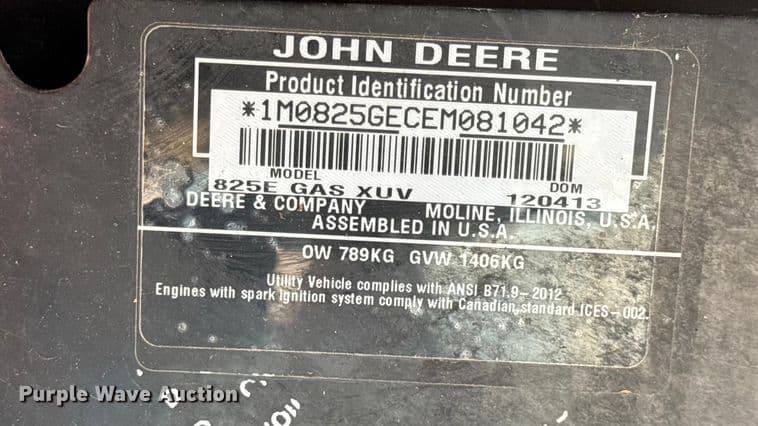 JOHN DEERE
Product Identification Number
*1M0825GECEM081042*
MODEL DOM
825E GAS XUV 120413
DEERE & COMPANY MOLINE, ILLINOIS, U.S.A.
ASSEMBLED IN U.S.A.
OW 789KG GVW 1406KG
Utility Vehicle complies with ANSI B71.9-2012
Engines with spark ignition system comply with Canadian standard ICES-002.
Purple Wave Auction